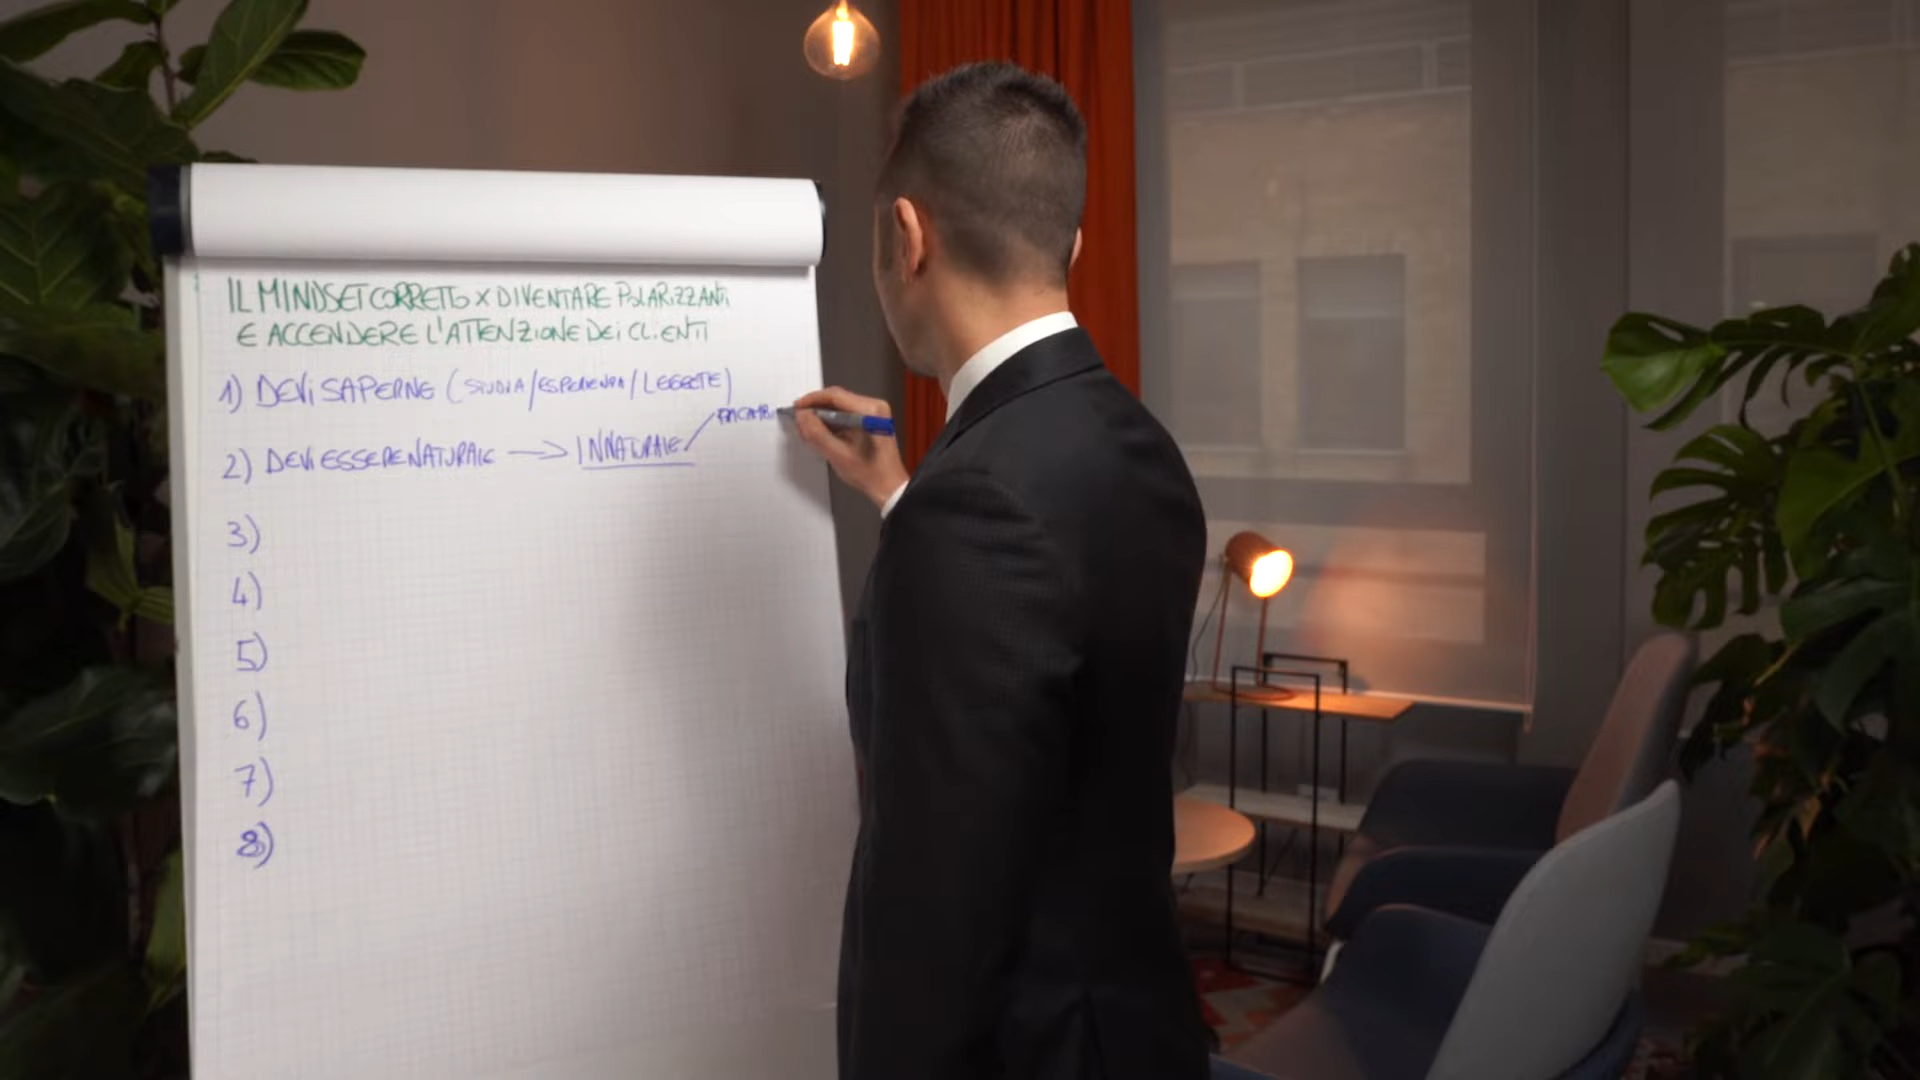 IL MINDSET CORRETTO X DIVENTARE POLARIZZANTI
E ACCENDERE L'ATTENZIONE DEI CLIENTI
1) DEVI SAPERNE (STUDIA/ESPERIENZA/LEGGETE)
2) DEVI ESSERE NATURALE → INNATURALE
3)
4)
5)
6)
7)
8)